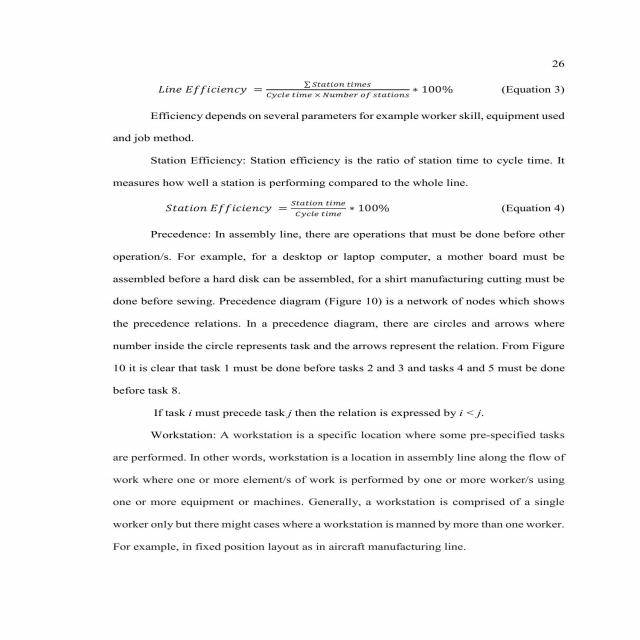 26
Line Efficiency = ∑ Station times / Cycle time × Number of stations * 100% (Equation 3)
Efficiency depends on several parameters for example worker skill, equipment used
and job method.
Station Efficiency: Station efficiency is the ratio of station time to cycle time. It
measures how well a station is performing compared to the whole line.
Station Efficiency = Station time / Cycle time * 100% (Equation 4)
Precedence: In assembly line, there are operations that must be done before other
operation/s. For example, for a desktop or laptop computer, a mother board must be
assembled before a hard disk can be assembled, for a shirt manufacturing cutting must be
done before sewing. Precedence diagram (Figure 10) is a network of nodes which shows
the precedence relations. In a precedence diagram, there are circles and arrows where
number inside the circle represents task and the arrows represent the relation. From Figure
10 it is clear that task 1 must be done before tasks 2 and 3 and tasks 4 and 5 must be done
before task 8.
If task i must precede task j then the relation is expressed by i < j.
Workstation: A workstation is a specific location where some pre-specified tasks
are performed. In other words, workstation is a location in assembly line along the flow of
work where one or more element/s of work is performed by one or more worker/s using
one or more equipment or machines. Generally, a workstation is comprised of a single
worker only but there might cases where a workstation is manned by more than one worker.
For example, in fixed position layout as in aircraft manufacturing line.